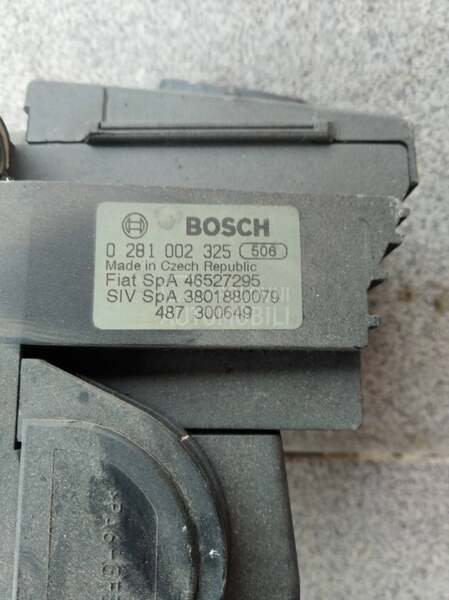 BOSCH
0 281 002 325 506
Made in Czech Republic
Fiat SpA 46527295
SIV SpA 3801880079
487 300649